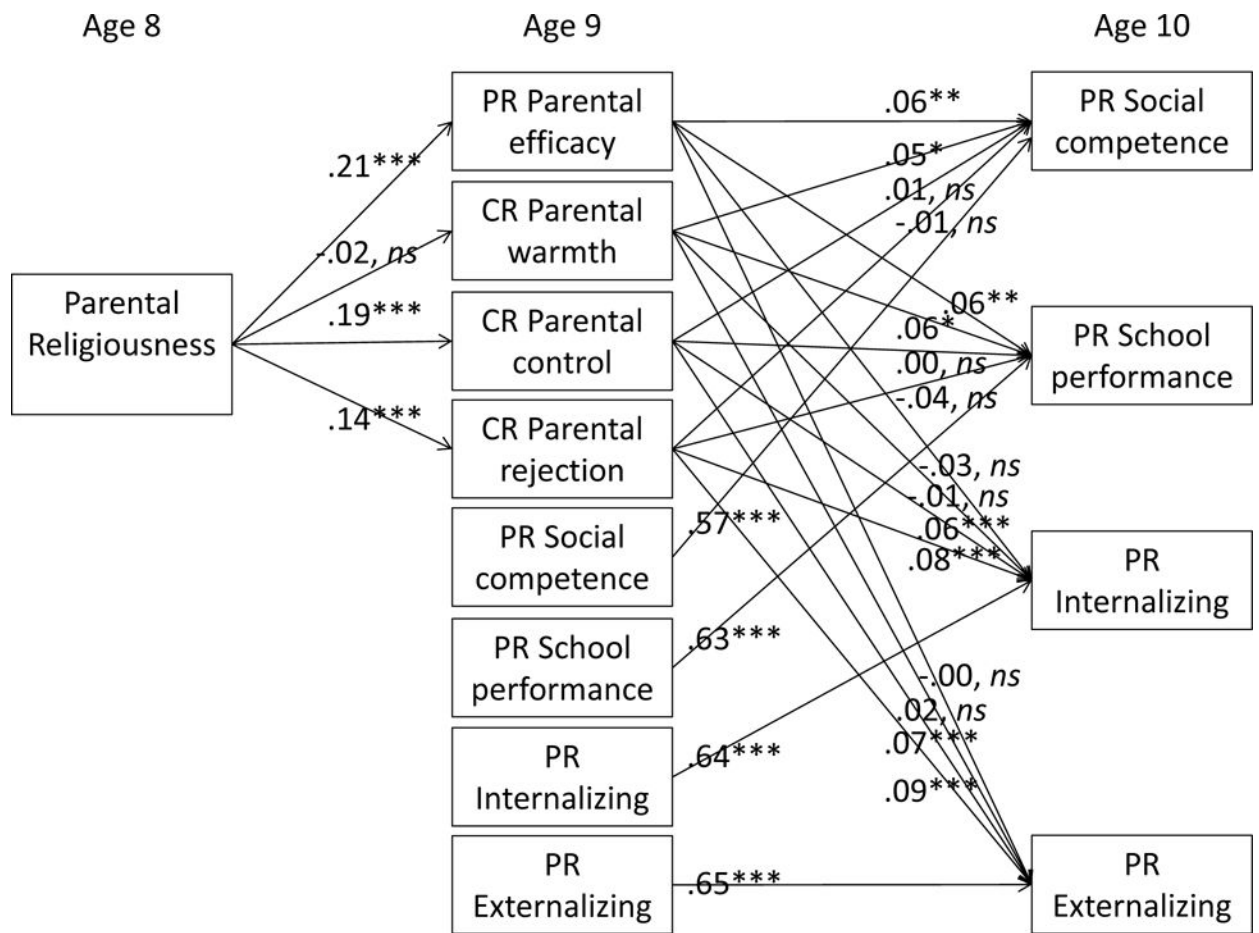 Age 8
Age 9
Age 10
PR Parental
efficacy
.06**
PR Social
competence
.21***
.05*
.01, ns
-.01, ns
CR Parental
warmth
-.02, ns
Parental
Religiousness
.19***
CR Parental
control
.06**
.06*
.00, ns
-.04, ns
PR School
performance
.14***
CR Parental
rejection
-.03, ns
-.01, ns
.06***
.08***
.57***
PR Social
competence
PR
Internalizing
.63***
PR School
performance
-.00, ns
.02, ns
.07***
.09***
.64***
PR
Internalizing
.65***
PR
Externalizing
PR
Externalizing